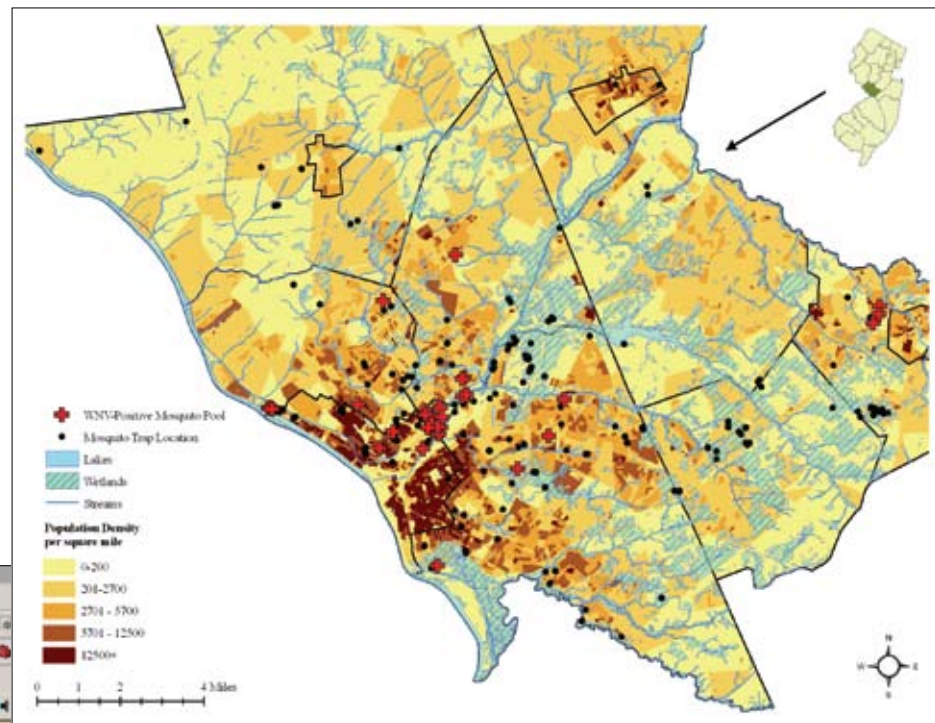 WNV-Positive Mosquito Pool
Mosquito Trap Location
Lakes
Wetlands
Streams
Population Density
per square mile
0-200
201-2700
2701 - 5700
5701 - 12500
12500+
0 1 2 4 Miles
N
W E
S